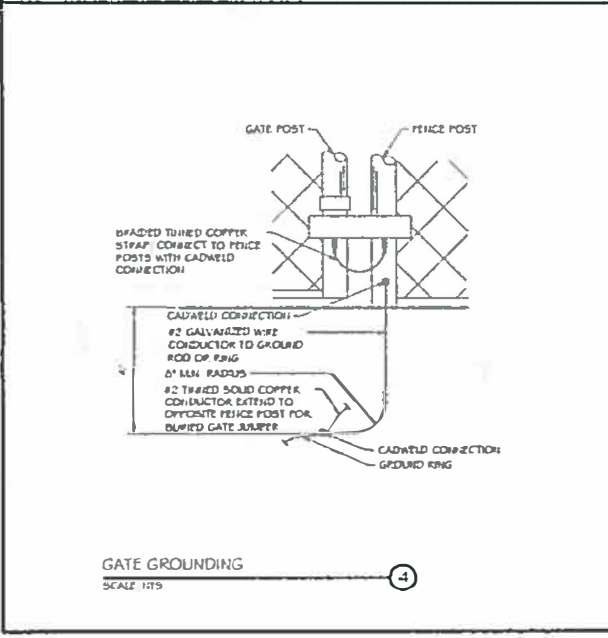 GATE POST
FENCE POST
BRAIDED TINNED COPPER
STRAP, CONNECT TO FENCE
POSTS WITH CADWELD
CONNECTION
CADWELD CONNECTION
#2 GALVANIZED WIRE
CONDUCTOR TO GROUND
ROD OR RING
8" MIN. RADIUS
#2 TINNED SOLID COPPER
CONDUCTOR EXTEND TO
OPPOSITE FENCE POST FOR
BURIED GATE JUMPER
CADWELD CONNECTION
GROUND RING
GATE GROUNDING
4
SCALE: NTS